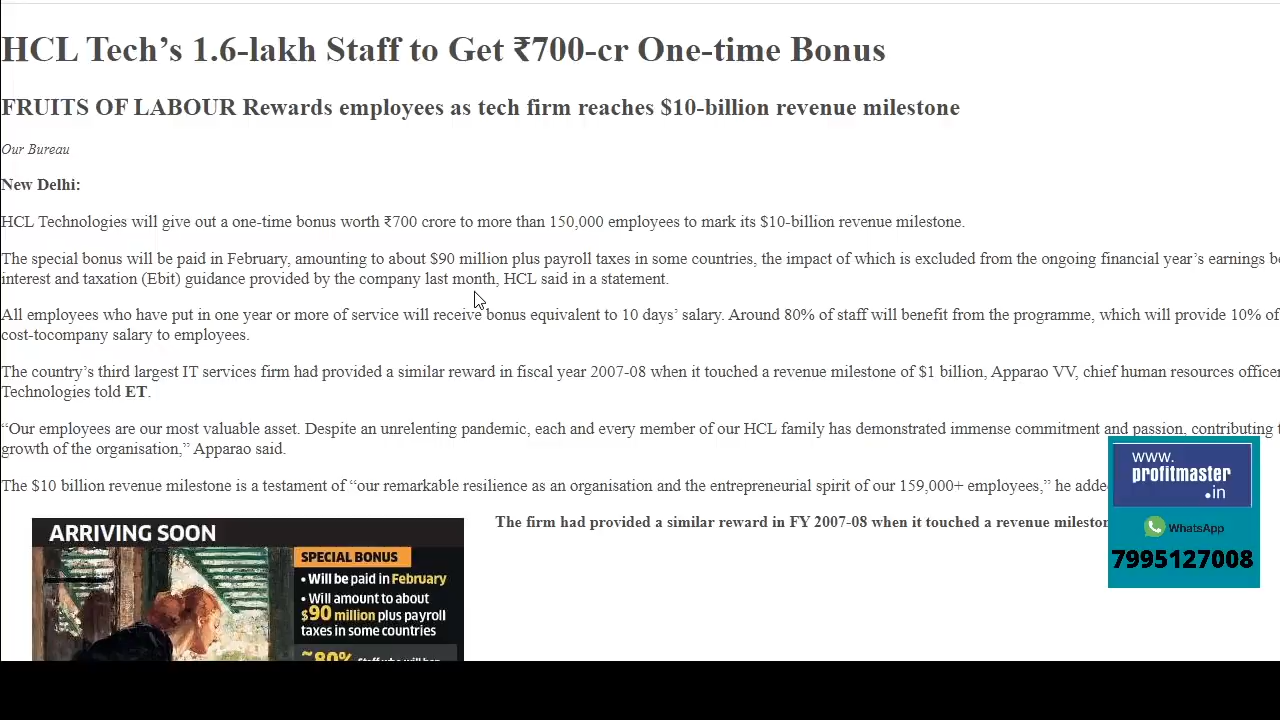 HCL Tech’s 1.6-lakh Staff to Get ₹700-cr One-time Bonus
FRUITS OF LABOUR Rewards employees as tech firm reaches $10-billion revenue milestone
Our Bureau
New Delhi:
HCL Technologies will give out a one-time bonus worth ₹700 crore to more than 150,000 employees to mark its $10-billion revenue milestone.
The special bonus will be paid in February, amounting to about $90 million plus payroll taxes in some countries, the impact of which is excluded from the ongoing financial year’s earnings
interest and taxation (Ebit) guidance provided by the company last month, HCL said in a statement.
All employees who have put in one year or more of service will receive bonus equivalent to 10 days’ salary. Around 80% of staff will benefit from the programme, which will provide 10% of
cost-tocompany salary to employees.
The country’s third largest IT services firm had provided a similar reward in fiscal year 2007-08 when it touched a revenue milestone of $1 billion, Apparao VV, chief human resources officer
Technologies told ET.
“Our employees are our most valuable asset. Despite an unrelenting pandemic, each and every member of our HCL family has demonstrated immense commitment and passion, contributing
growth of the organisation,” Apparao said.
The $10 billion revenue milestone is a testament of “our remarkable resilience as an organisation and the entrepreneurial spirit of our 159,000+ employees,” he
The firm had provided a similar reward in FY 2007-08 when it touched a revenue
ARRIVING SOON
SPECIAL BONUS
• Will be paid in February
• Will amount to about
$90 million plus payroll
taxes in some countries
~80%
www.
profitmaster
.in
WhatsApp
7995127008